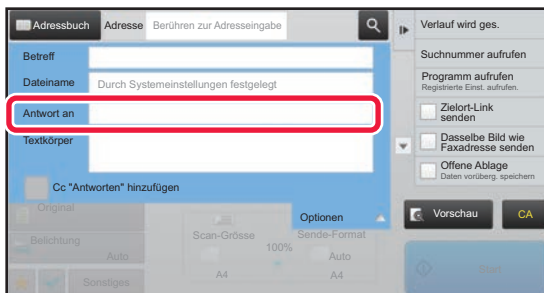 Adressbuch Adresse Berühren zur Adresseingabe
Betreff
Dateiname Durch Systemeinstellungen festgelegt
Antwort an
Textkörper
Cc "Antworten" hinzufügen
Optionen
Original
Belichtung
Auto
Sonstiges
Scan-Grösse
100%
Sende-Format
Auto
A4
A4
Verlauf wird ges.
Suchnummer aufrufen
Programm aufrufen
Registrierte Einst. aufrufen.
Zielort-Link
senden
Dasselbe Bild wie
Faxadresse senden
Offene Ablage
Daten vorüberg. speichern
Vorschau CA
Start